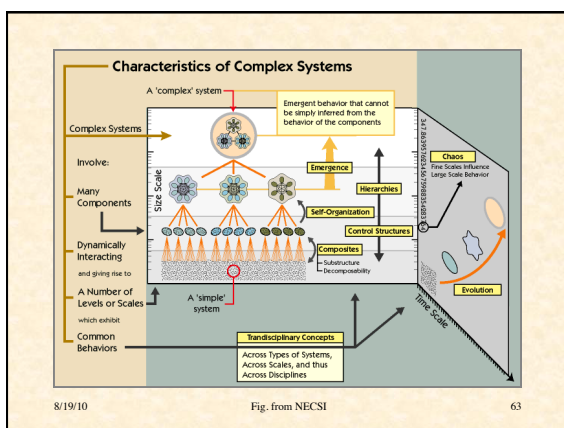 Characteristics of Complex Systems
A 'complex' system
Emergent behavior that cannot
be simply inferred from the
behavior of the components
Complex Systems
Involve:
Many
Components
Dynamically
Interacting
and giving rise to
A Number of
Levels or Scales
which exhibit
Common
Behaviors
Size Scale
Emergence
Hierarchies
Self-Organization
Control Structures
Composites
Substructure
Decomposability
A 'simple'
system
Chaos
Fine Scales Influence
Large Scale Behavior
Evolution
Time Scale
Trandisciplinary Concepts
Across Types of Systems,
Across Scales, and thus
Across Disciplines
8/19/10
Fig. from NECSI
63